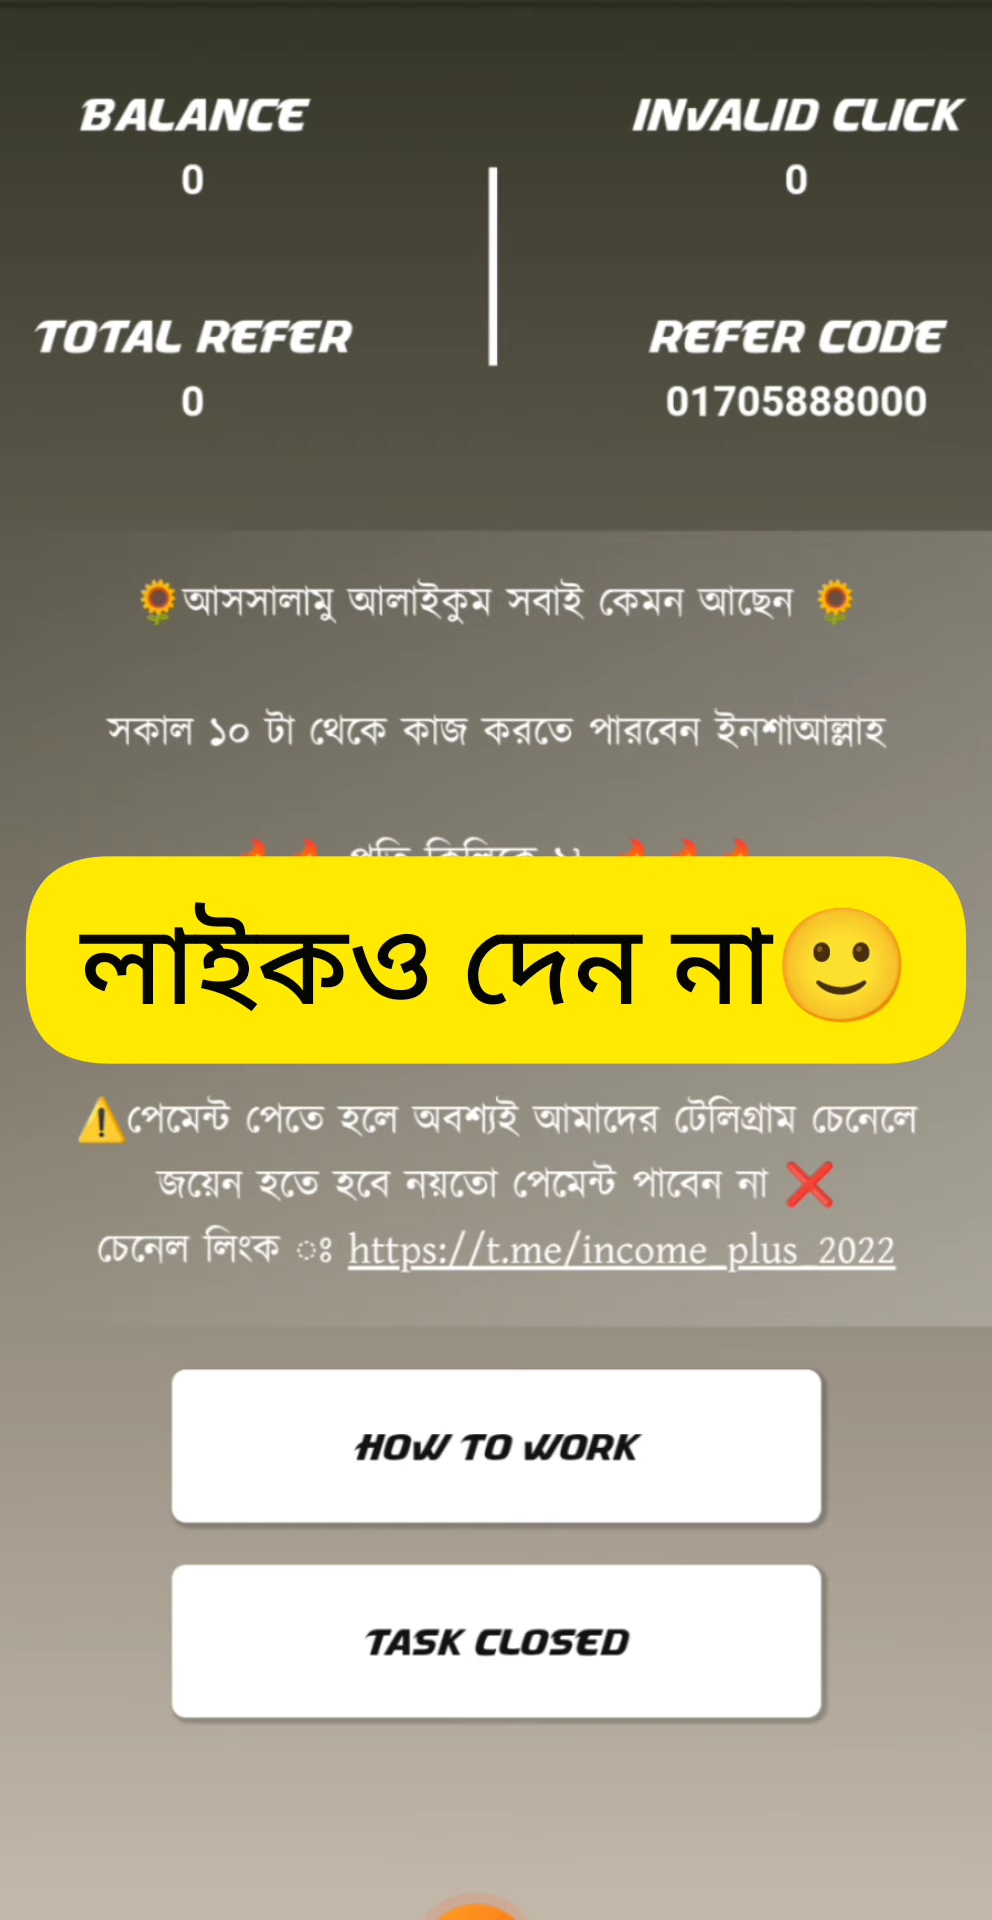 BALANCE
INVALID CLICK
0
0
TOTAL REFER
REFER CODE
0
01705888000
🌻আসসালামু আলাইকুম সবাই কেমন আছেন 🌻
সকাল ১০ টা থেকে কাজ করতে পারবেন ইনশাআল্লাহ
লাইকও দেন না🙂
⚠️পেমেন্ট পেতে হলে অবশ্যই আমাদের টেলিগ্রাম চেনেলে
জয়েন হতে হবে নয়তো পেমেন্ট পাবেন না ❌
চেনেল লিংক ঃ https://t.me/income_plus_2022
HOW TO WORK
TASK CLOSED